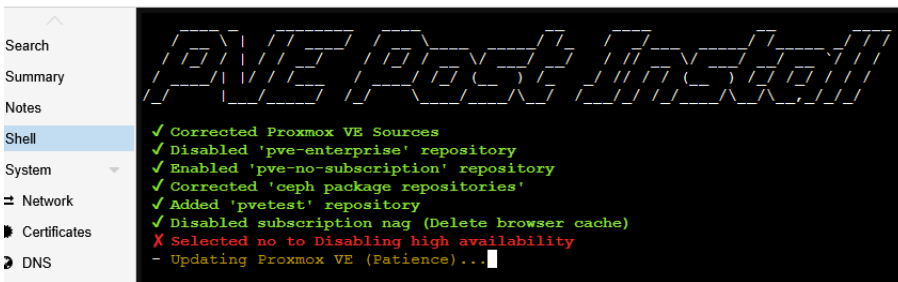 Search
Summary
Notes
Shell
System
Network
Certificates
DNS
PVE Post Install
✓ Corrected Proxmox VE Sources
✓ Disabled 'pve-enterprise' repository
✓ Enabled 'pve-no-subscription' repository
✓ Corrected 'ceph package repositories'
✓ Added 'pvetest' repository
✓ Disabled subscription nag (Delete browser cache)
✗ Selected no to Disabling high availability
- Updating Proxmox VE (Patience)...